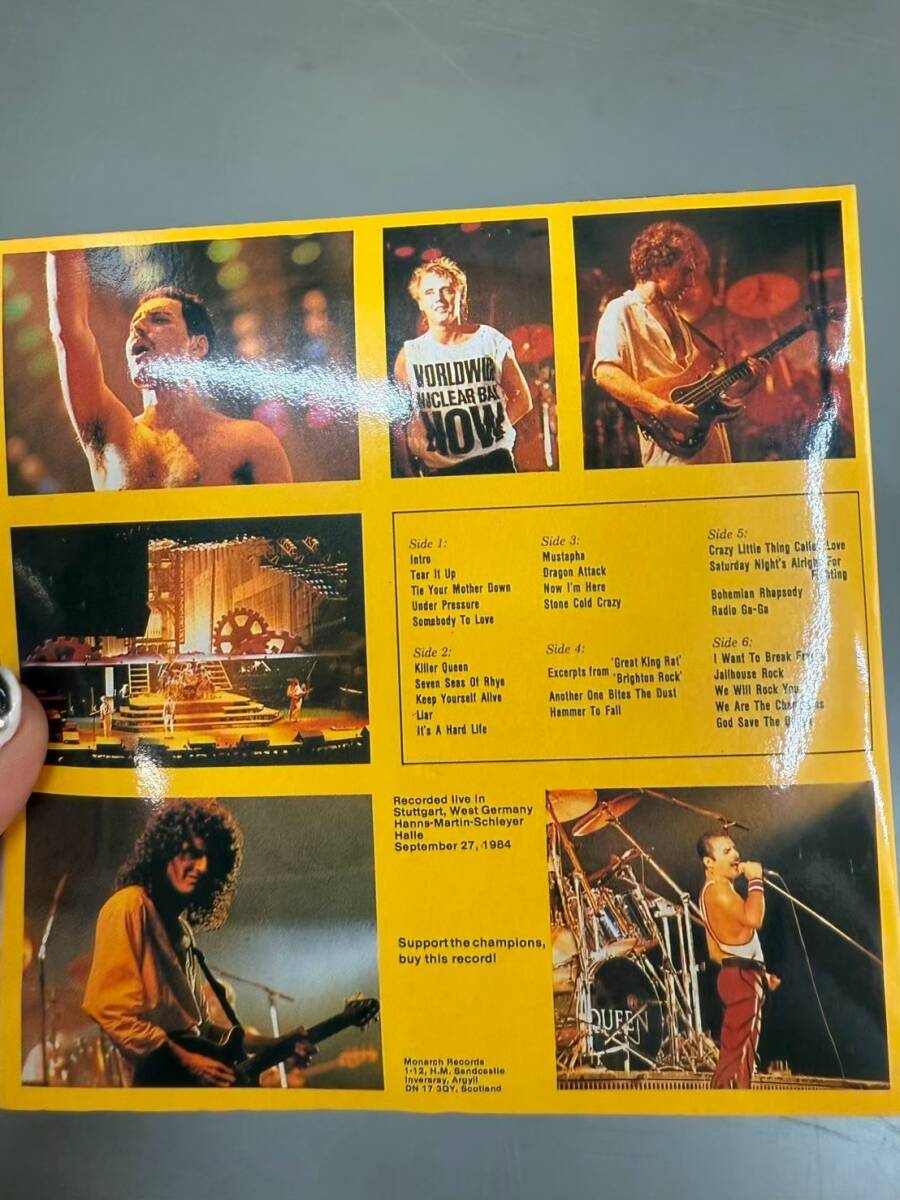 WORLDWIDE
NUCLEAR BAN
NOW
Side 1:
Intro
Tear It Up
Tie Your Mother Down
Under Pressure
Somebody To Love
Side 2:
Killer Queen
Seven Seas Of Rhye
Keep Yourself Alive
Liar
It's A Hard Life
Side 3:
Mustapha
Dragon Attack
Now I'm Here
Stone Cold Crazy
Side 4:
Excerpts from 'Great King Rat'
'Brighton Rock'
Another One Bites The Dust
Hammer To Fall
Side 5:
Crazy Little Thing Called Love
Saturday Night's Alright For
Fighting
Bohemian Rhapsody
Radio Ga-Ga
Side 6:
I Want To Break Free
Jailhouse Rock
We Will Rock You
We Are The Champions
God Save The Queen
Recorded live in
Stuttgart, West Germany
Hanns-Martin-Schleyer
Halle
September 27, 1984
Support the champions,
buy this record!
Monarch Records
1-12, H.M. Sandcastle
Inveraray, Argyll
DN 17 3QY, Scotland
QUEEN